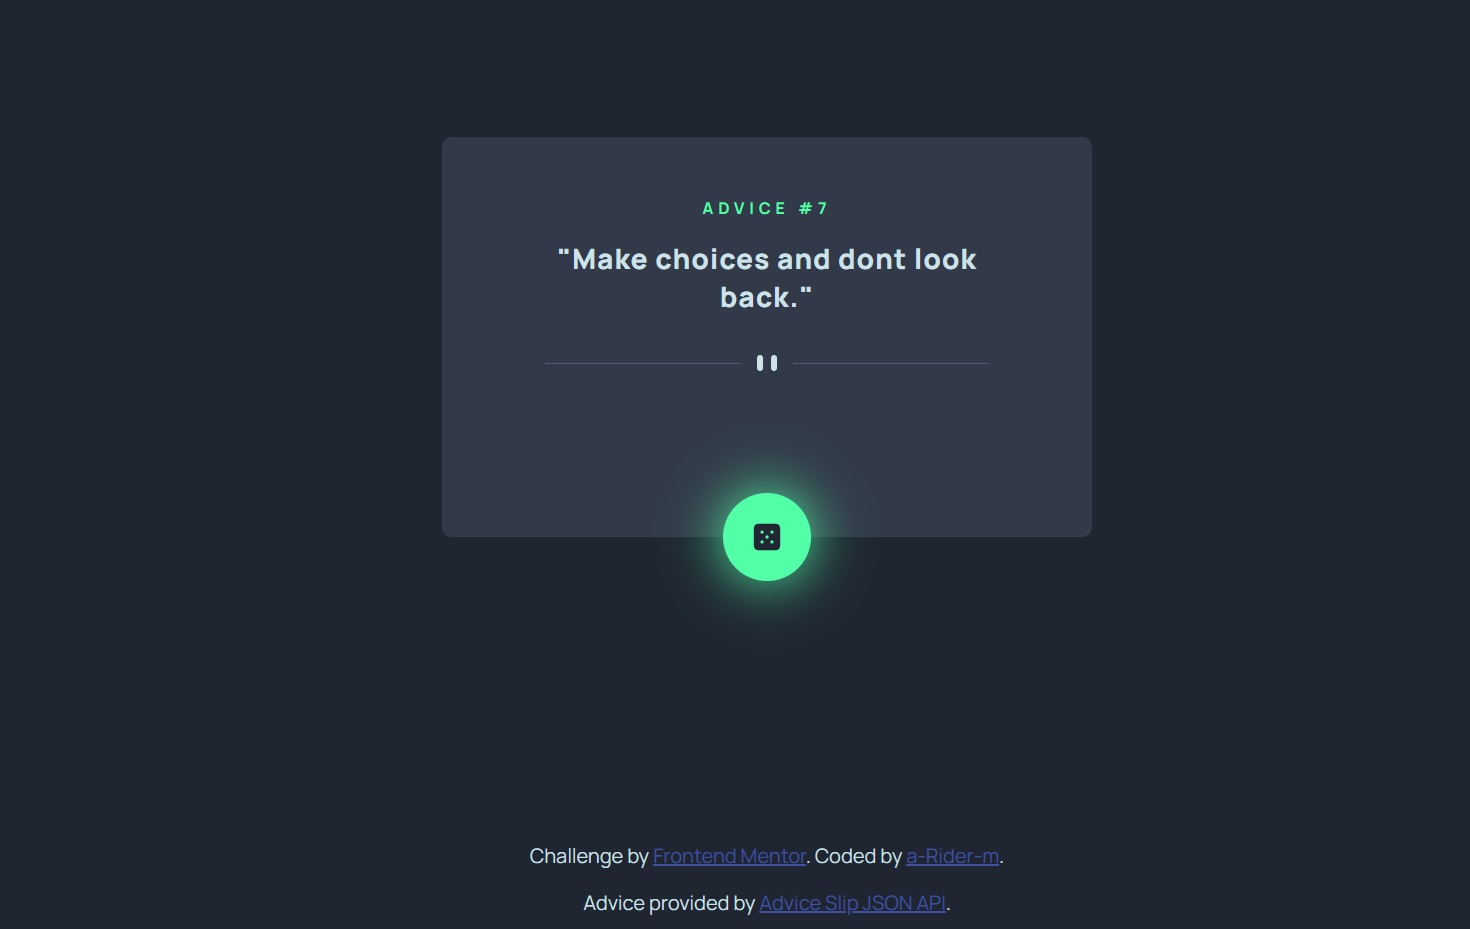 ADVICE #7
"Make choices and dont look
back."
Challenge by Frontend Mentor. Coded by a-Rider-m.
Advice provided by Advice Slip JSON API.